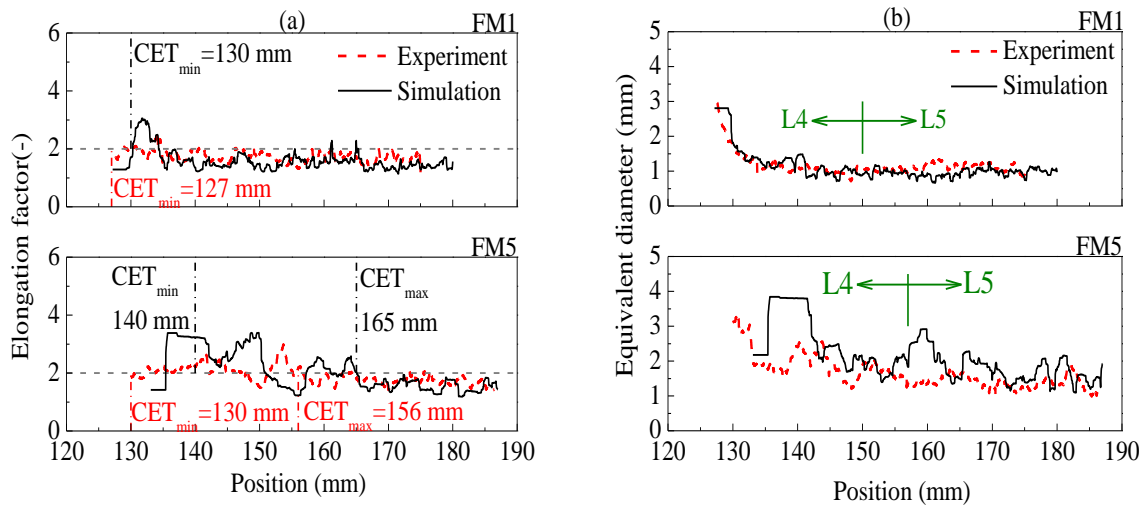 (a)
FM1
Elongation factor(-)
6
4
2
0
CETmin=130 mm
Experiment
Simulation
CETmin=127 mm
FM5
6
4
2
0
CETmin
140 mm
CETmax
165 mm
CETmin=130 mm
CETmax=156 mm
120 130 140 150 160 170 180 190
Position (mm)
(b)
FM1
Equivalent diameter (mm)
5
4
3
2
1
0
Experiment
Simulation
L4
L5
FM5
5
4
3
2
1
0
L4
L5
120 130 140 150 160 170 180 190
Position (mm)